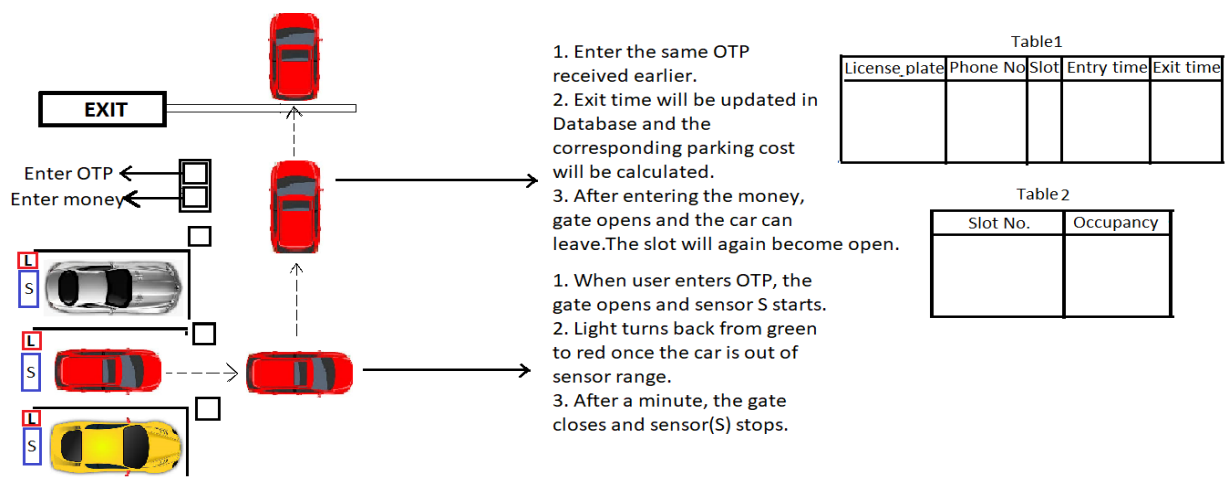 EXIT
Enter OTP
Enter money
L
S
L
S
L
S
1. Enter the same OTP
received earlier.
2. Exit time will be updated in
Database and the
corresponding parking cost
will be calculated.
3. After entering the money,
gate opens and the car can
leave.The slot will again become open.
1. When user enters OTP, the
gate opens and sensor S starts.
2. Light turns back from green
to red once the car is out of
sensor range.
3. After a minute, the gate
closes and sensor(S) stops.
Table1
License_plate Phone No Slot Entry time Exit time
Table2
Slot No. Occupancy